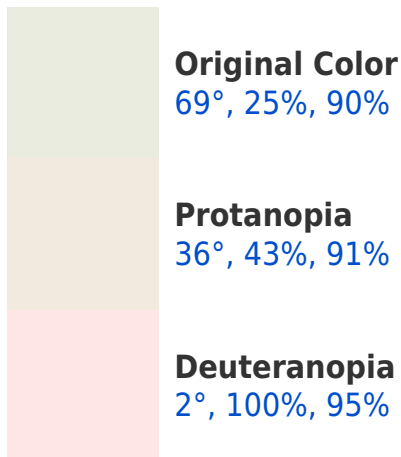 Original Color
69°, 25%, 90%
Protanopia
36°, 43%, 91%
Deuteranopia
2°, 100%, 95%